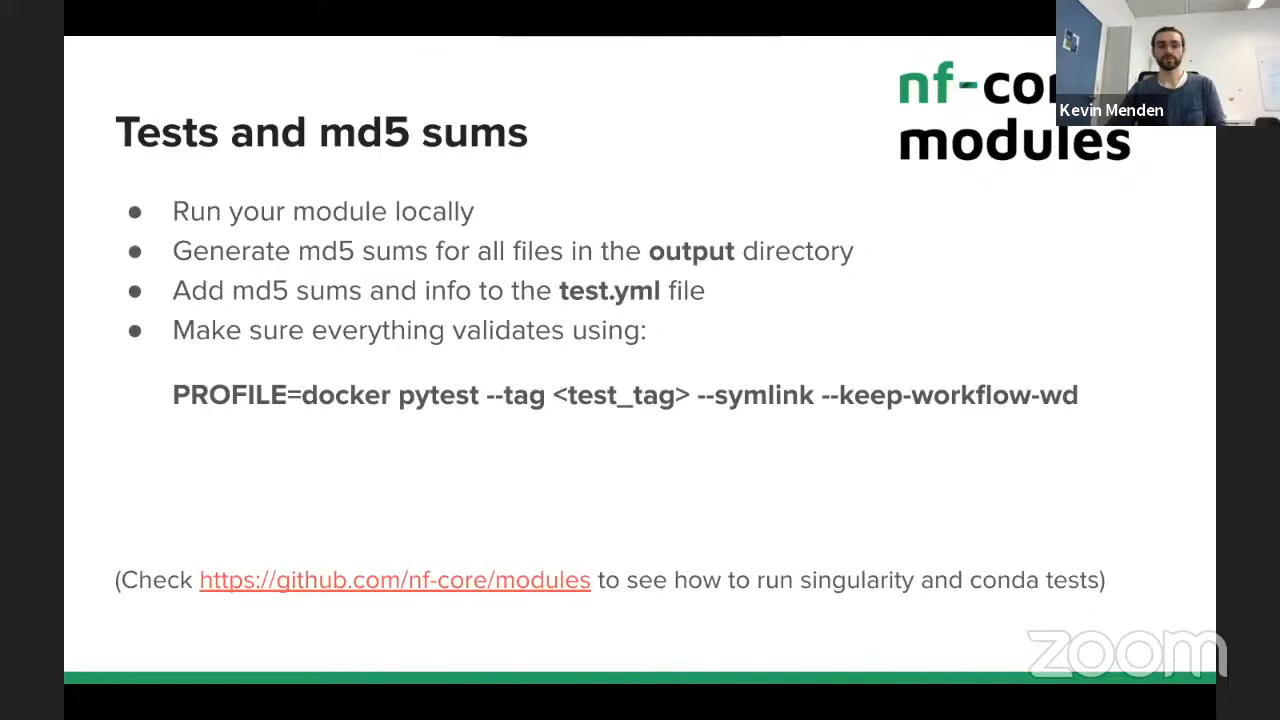 nf-co
modules
Kevin Menden
Tests and md5 sums
● Run your module locally
● Generate md5 sums for all files in the output directory
● Add md5 sums and info to the test.yml file
● Make sure everything validates using:
PROFILE=docker pytest --tag <test_tag> --symlink --keep-workflow-wd
(Check https://github.com/nf-core/modules to see how to run singularity and conda tests)
zoom